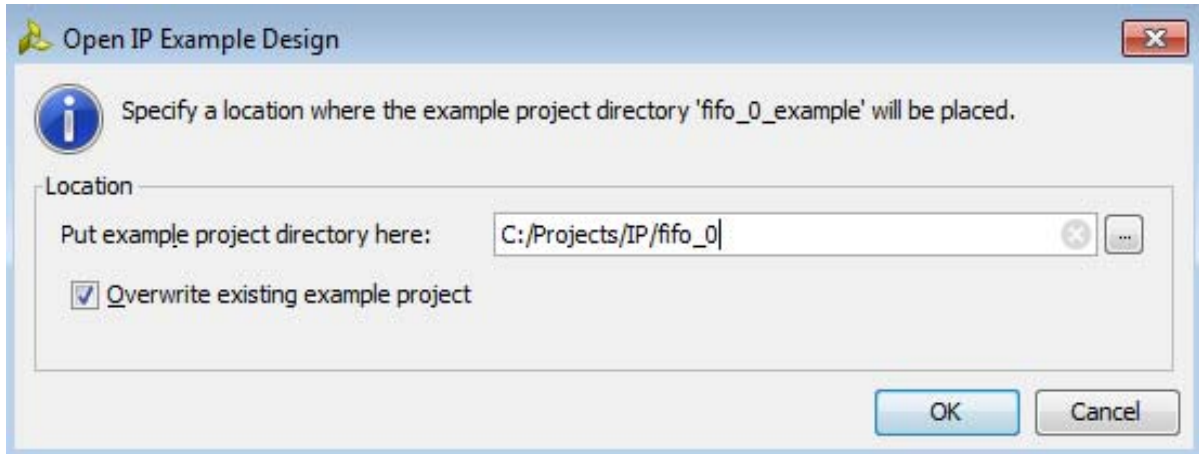 Open IP Example Design
Specify a location where the example project directory 'fifo_0_example' will be placed.
Location
Put example project directory here: C:/Projects/IP/fifo_0 ...
Overwrite existing example project
OK Cancel